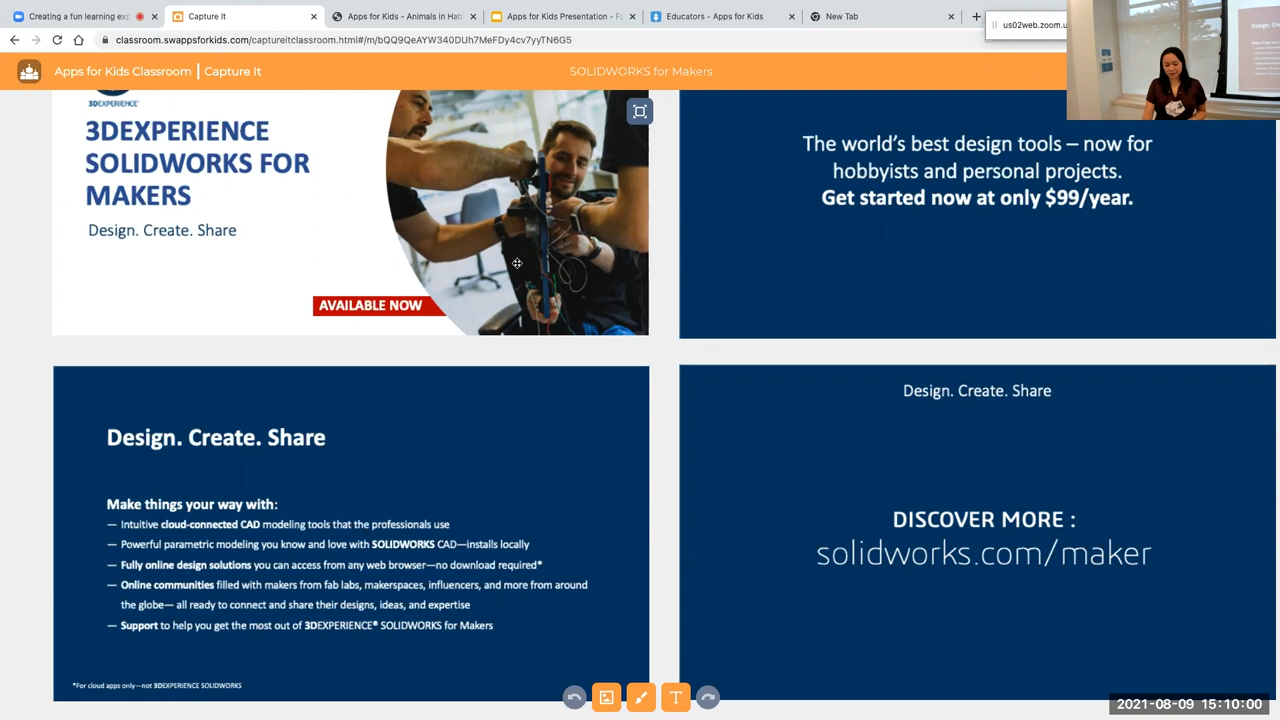 Creating a fun learning exp
Capture It
Apps for Kids - Animals in Hab
Apps for Kids Presentation - Fa
Educators - Apps for Kids
New Tab
us02web.zoom.u
classroom.swappsforkids.com/captureitclassroom.html#/m/bQQ9QeAYW340DUh7MeFDy4cv7yyTN6G5
Apps for Kids Classroom | Capture It
SOLIDWORKS for Makers
3DEXPERIENCE
3DEXPERIENCE
SOLIDWORKS FOR
MAKERS
Design. Create. Share
AVAILABLE NOW
The world's best design tools – now for
hobbyists and personal projects.
Get started now at only $99/year.
Design. Create. Share
Make things your way with:
— Intuitive cloud-connected CAD modeling tools that the professionals use
— Powerful parametric modeling you know and love with SOLIDWORKS CAD—installs locally
— Fully online design solutions you can access from any web browser—no download required*
— Online communities filled with makers from fab labs, makerspaces, influencers, and more from around
the globe— all ready to connect and share their designs, ideas, and expertise
— Support to help you get the most out of 3DEXPERIENCE® SOLIDWORKS for Makers
*For cloud apps only—not 3DEXPERIENCE SOLIDWORKS
Design. Create. Share
DISCOVER MORE :
solidworks.com/maker
T
2021-08-09 15:10:00